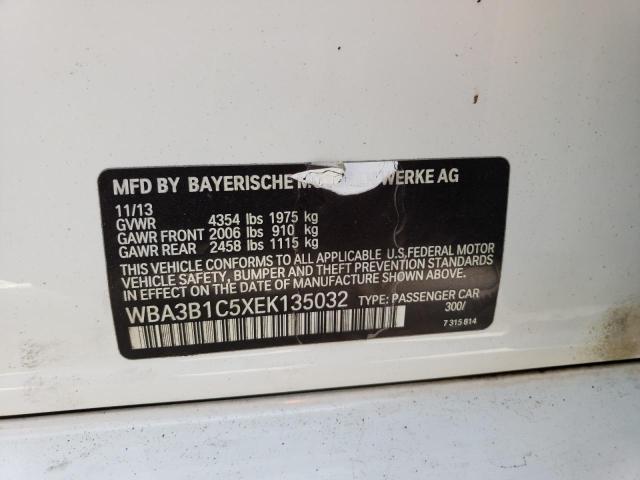 MFD BY BAYERISCHE M WERKE AG
11/13
GVWR 4354 lbs 1975 kg
GAWR FRONT 2006 lbs 910 kg
GAWR REAR 2458 lbs 1115 kg
THIS VEHICLE CONFORMS TO ALL APPLICABLE U.S.FEDERAL MOTOR
VEHICLE SAFETY, BUMPER AND THEFT PREVENTION STANDARDS
IN EFFECT ON THE DATE OF MANUFACTURE SHOWN ABOVE.
WBA3B1C5XEK135032 TYPE: PASSENGER CAR
300/
7 315 814